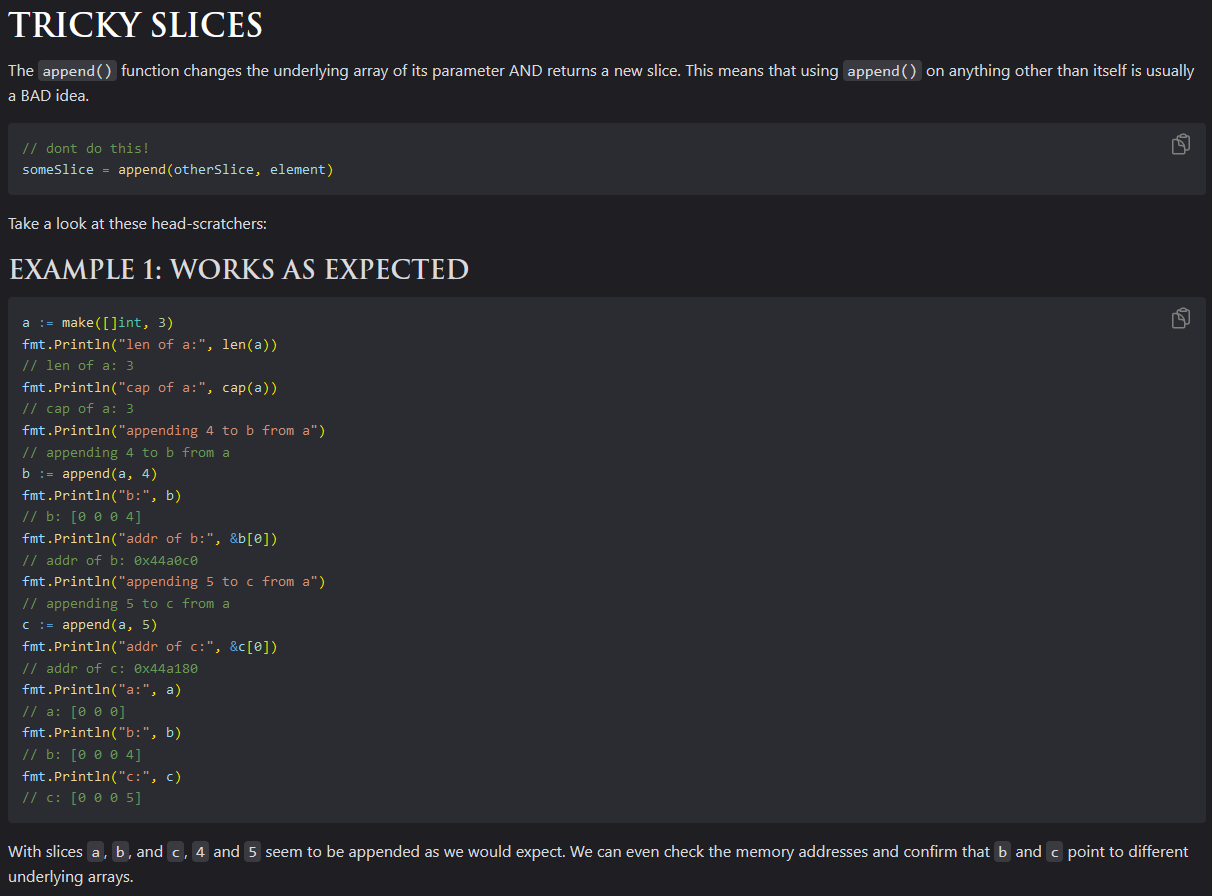 TRICKY SLICES
The append() function changes the underlying array of its parameter AND returns a new slice. This means that using append() on anything other than itself is usually
a BAD idea.
// dont do this!
someSlice = append(otherSlice, element)
Take a look at these head-scratchers:
EXAMPLE 1: WORKS AS EXPECTED
a := make([]int, 3)
fmt.Println("len of a:", len(a))
// len of a: 3
fmt.Println("cap of a:", cap(a))
// cap of a: 3
fmt.Println("appending 4 to b from a")
// appending 4 to b from a
b := append(a, 4)
fmt.Println("b:", b)
// b: [0 0 0 4]
fmt.Println("addr of b:", &b[0])
// addr of b: 0x44a0c0
fmt.Println("appending 5 to c from a")
// appending 5 to c from a
c := append(a, 5)
fmt.Println("addr of c:", &c[0])
// addr of c: 0x44a180
fmt.Println("a:", a)
// a: [0 0 0]
fmt.Println("b:", b)
// b: [0 0 0 4]
fmt.Println("c:", c)
// c: [0 0 0 5]
With slices a, b, and c, 4 and 5 seem to be appended as we would expect. We can even check the memory addresses and confirm that b and c point to different
underlying arrays.